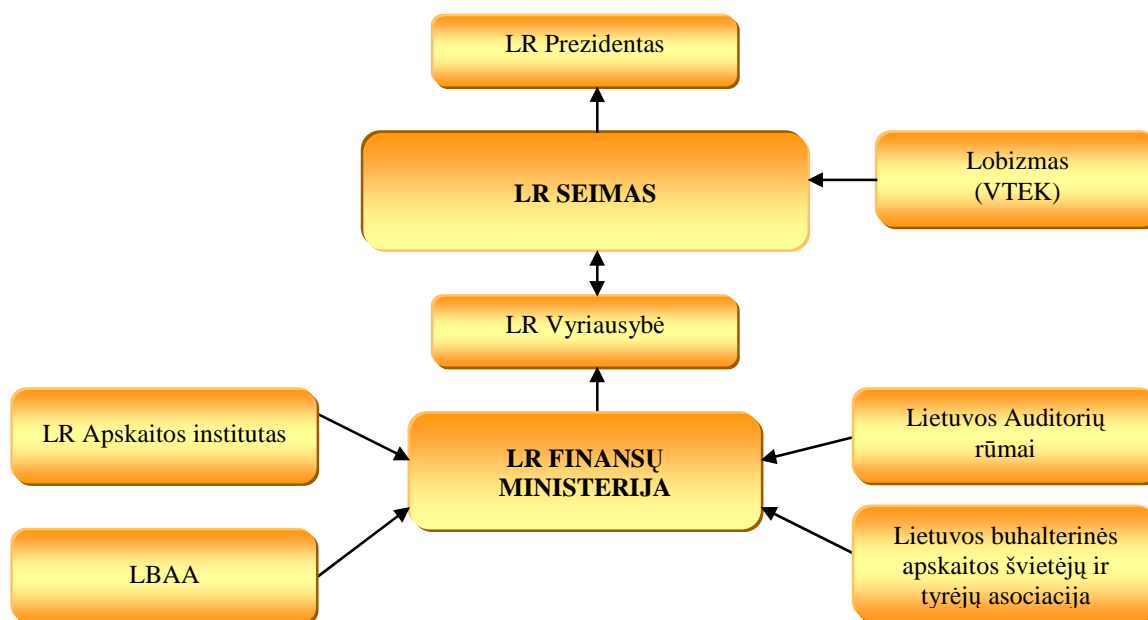 LR Prezidentas
LR SEIMAS
Lobizmas
(VTEK)
LR Vyriausybė
LR Apskaitos institutas
LR FINANSŲ
MINISTERIJA
Lietuvos Auditorių
rūmai
LBAA
Lietuvos buhalterinės
apskaitos švietėjų ir
tyrėjų asociacija